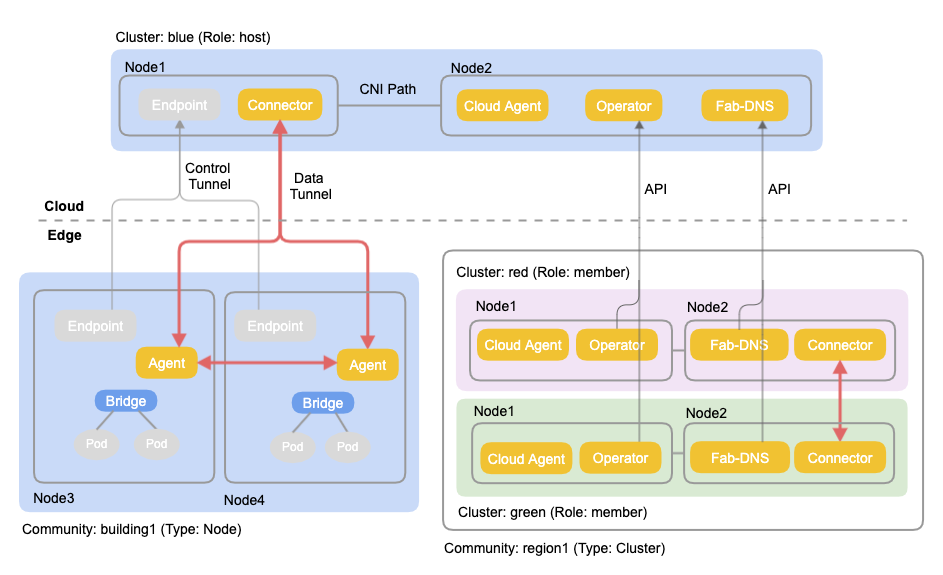 Cluster: blue (Role: host)
Node1
Node2
Endpoint
Connector
CNI Path
Cloud Agent
Operator
Fab-DNS
Control
Tunnel
Data
Tunnel
API
API
Cloud
Edge
Endpoint
Endpoint
Agent
Agent
Bridge
Bridge
Pod
Pod
Pod
Pod
Node3
Node4
Community: building1 (Type: Node)
Cluster: red (Role: member)
Node1
Node2
Cloud Agent
Operator
Fab-DNS
Connector
Node1
Node2
Cloud Agent
Operator
Fab-DNS
Connector
Cluster: green (Role: member)
Community: region1 (Type: Cluster)